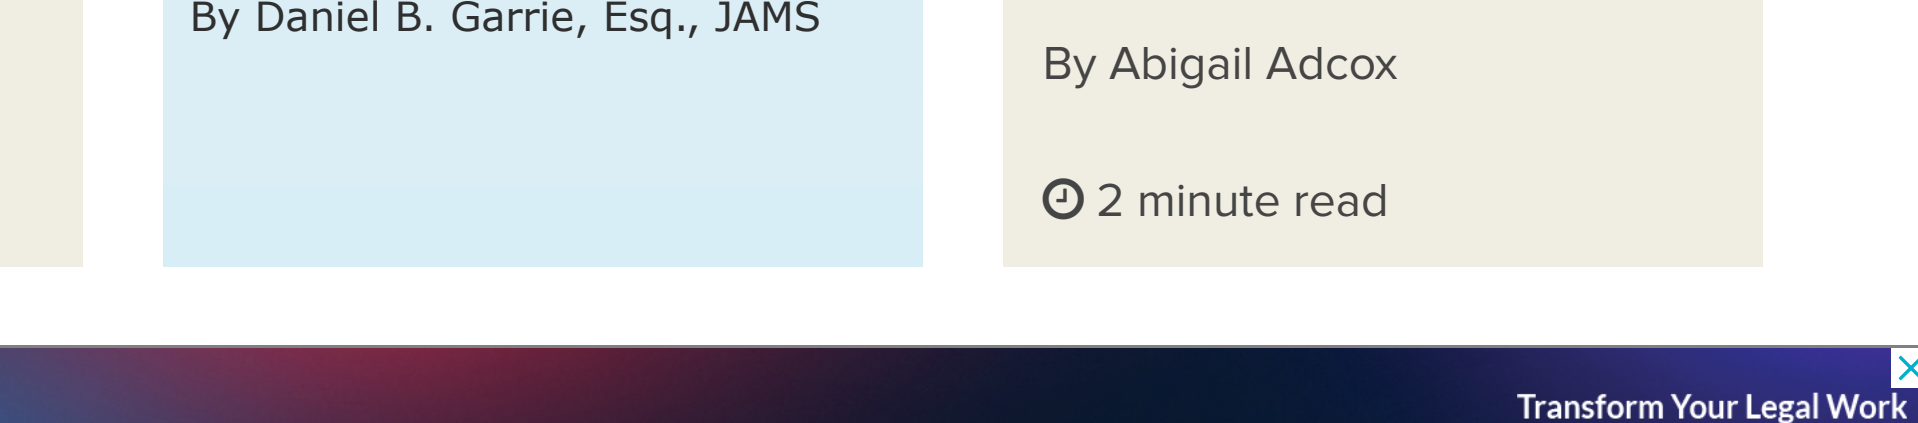 By Daniel B. Garrie, Esq., JAMS
By Abigail Adcox
2 minute read
Transform Your Legal Work